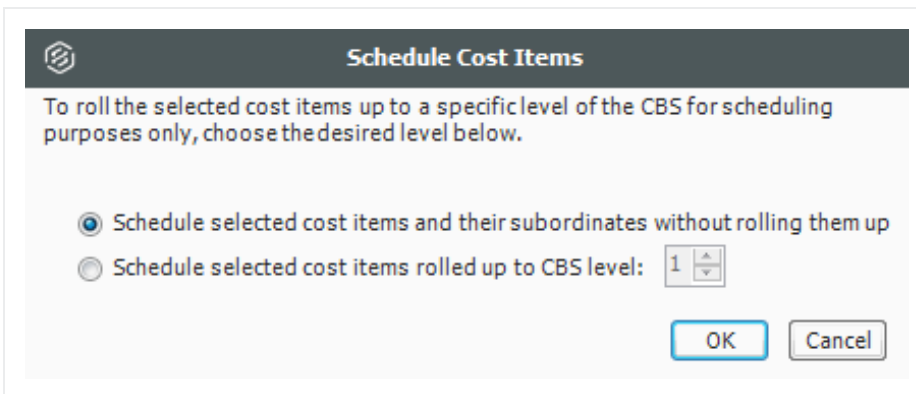 Schedule Cost Items
To roll the selected cost items up to a specific level of the CBS for scheduling
purposes only, choose the desired level below.
Schedule selected cost items and their subordinates without rolling them up
Schedule selected cost items rolled up to CBS level: 1
OK Cancel